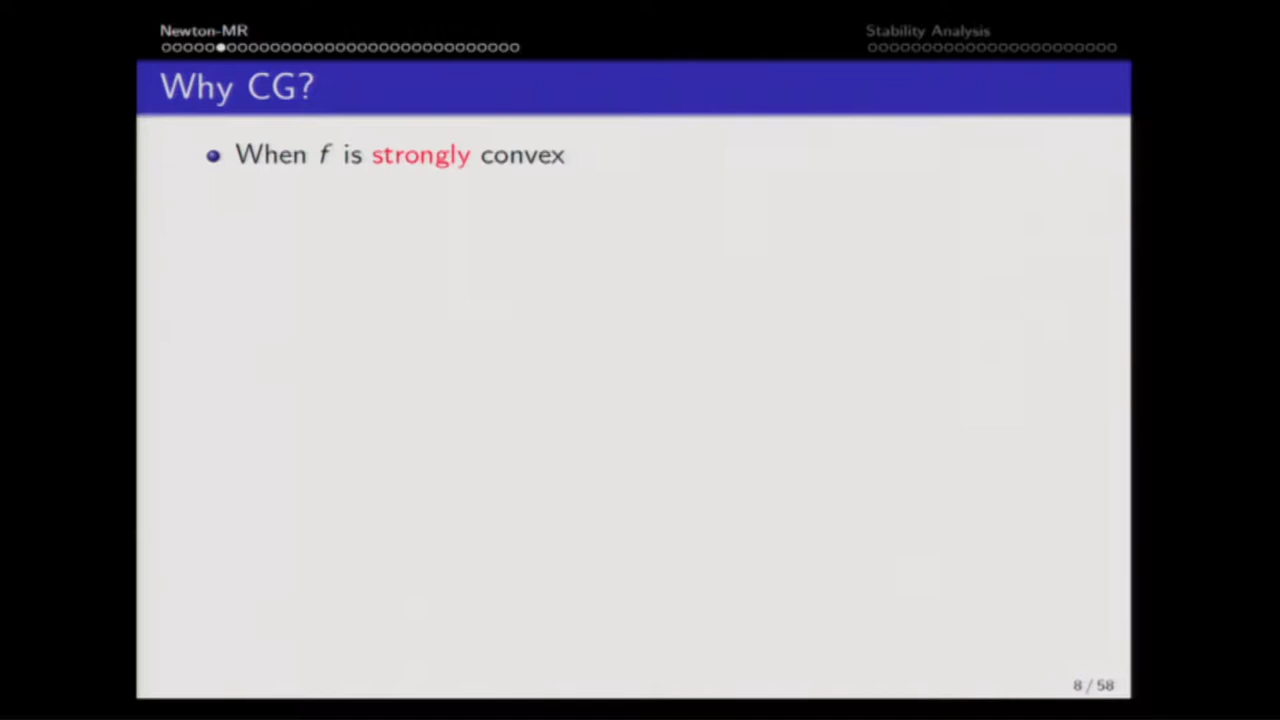 Newton-MR
Stability Analysis
Why CG?
When f is strongly convex
8 / 58